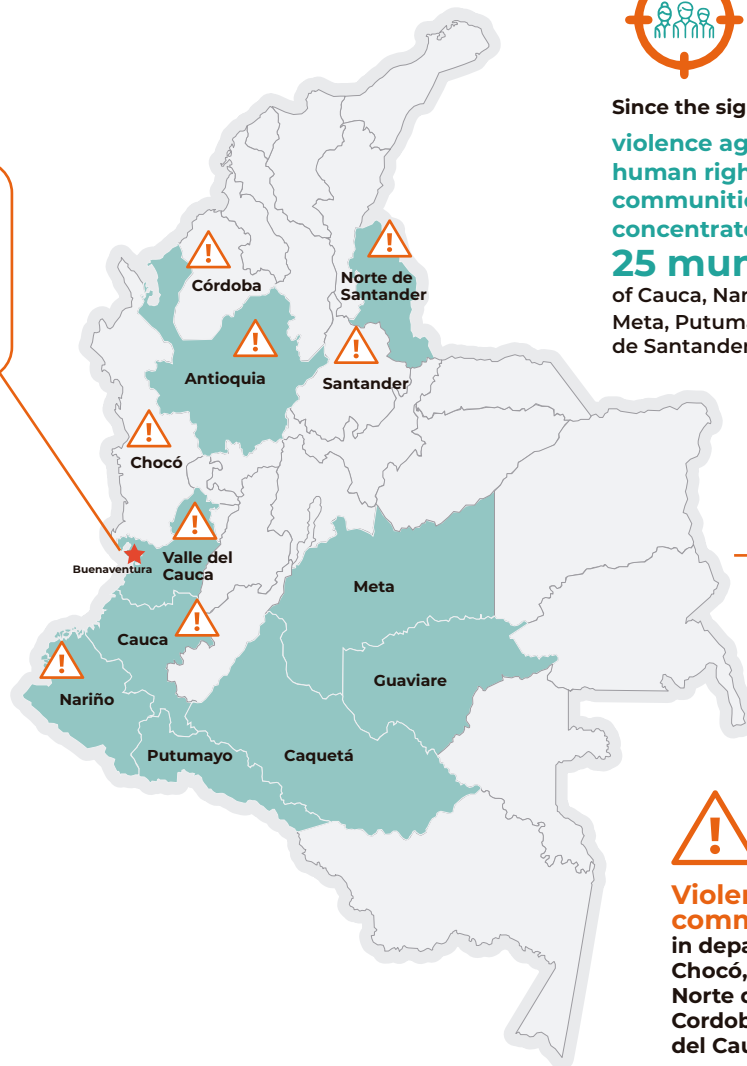 Since the sig
violence ag
human righ
communitie
concentrate
25 mun
of Cauca, Nar
Meta, Putuma
de Santander
Córdoba
Norte de
Santander
Antioquia
Santander
Chocó
Buenaventura
Valle del
Cauca
Meta
Cauca
Guaviare
Nariño
Putumayo
Caquetá
Violen
comm
in depa
Chocó,
Norte d
Cordob
del Cau